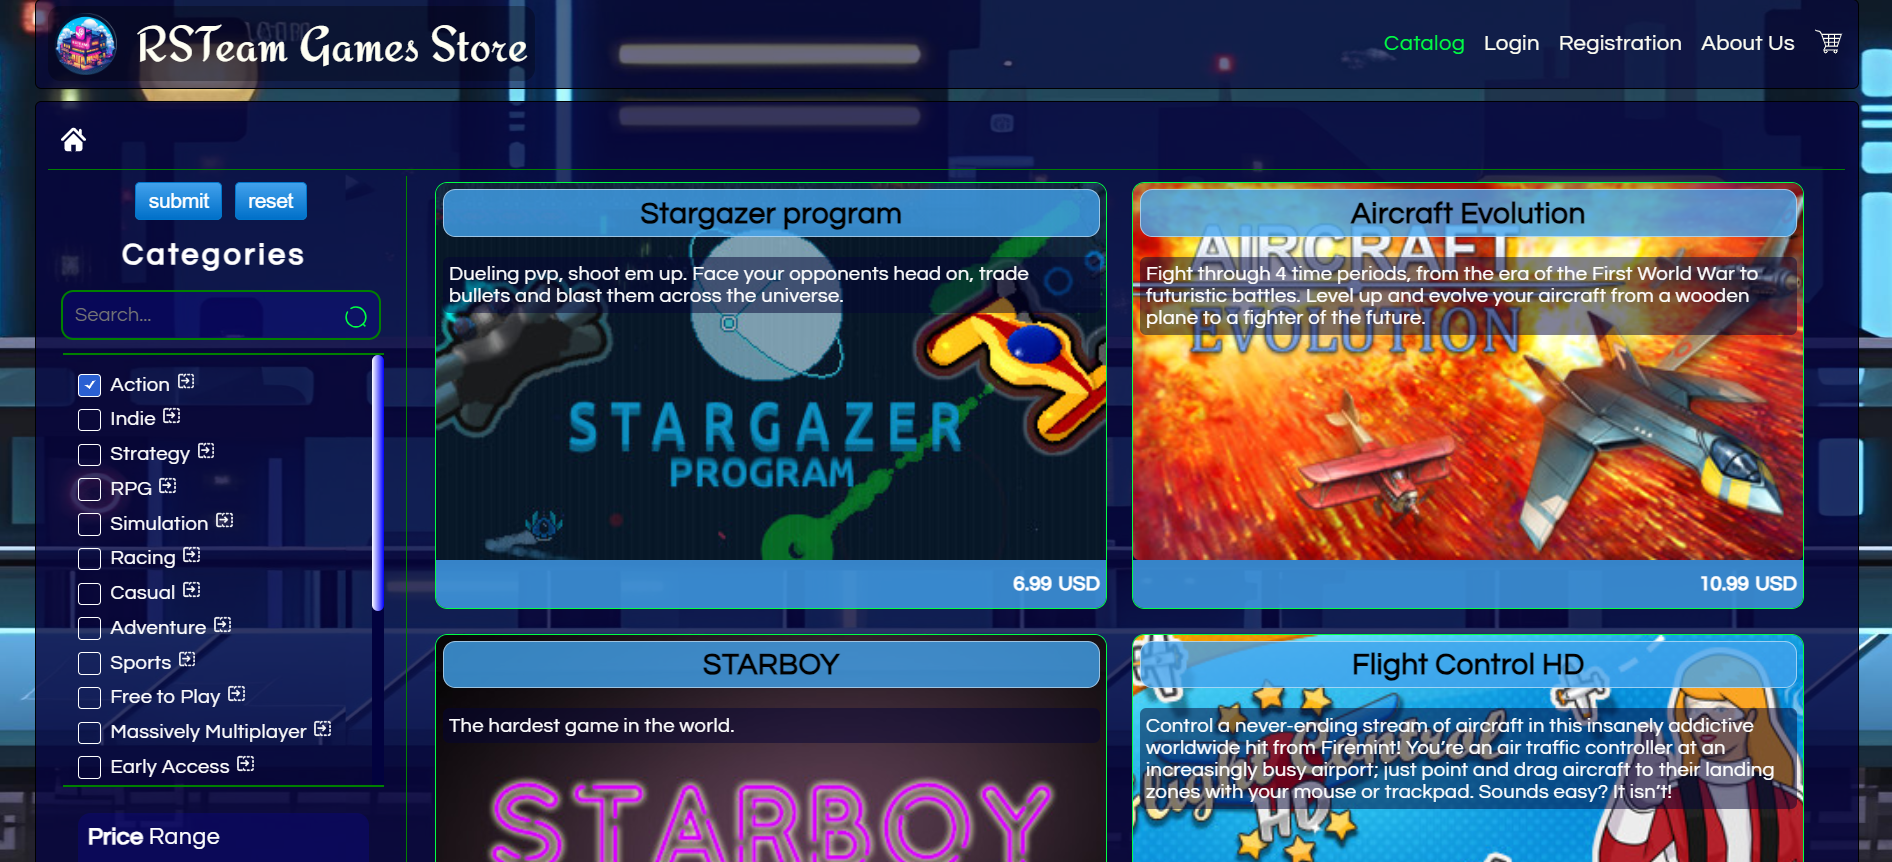 RSTeam Games Store
Catalog Login Registration About Us
submit reset
Categories
Search...
Action
Indie
Strategy
RPG
Simulation
Racing
Casual
Adventure
Sports
Free to Play
Massively Multiplayer
Early Access
Price Range
Stargazer program
Dueling pvp, shoot em up. Face your opponents head on, trade
bullets and blast them across the universe.
STARGAZER
PROGRAM
6.99 USD
Aircraft Evolution
AIRCRAFT
Fight through 4 time periods, from the era of the First World War to
futuristic battles. Level up and evolve your aircraft from a wooden
plane to a fighter of the future.
EVOLUTION
10.99 USD
STARBOY
The hardest game in the world.
STARBOY
Flight Control HD
Control a never-ending stream of aircraft in this insanely addictive
worldwide hit from Firemint! You’re an air traffic controller at an
increasingly busy airport; just point and drag aircraft to their landing
zones with your mouse or trackpad. Sounds easy? It isn’t!
Flight Control
HD